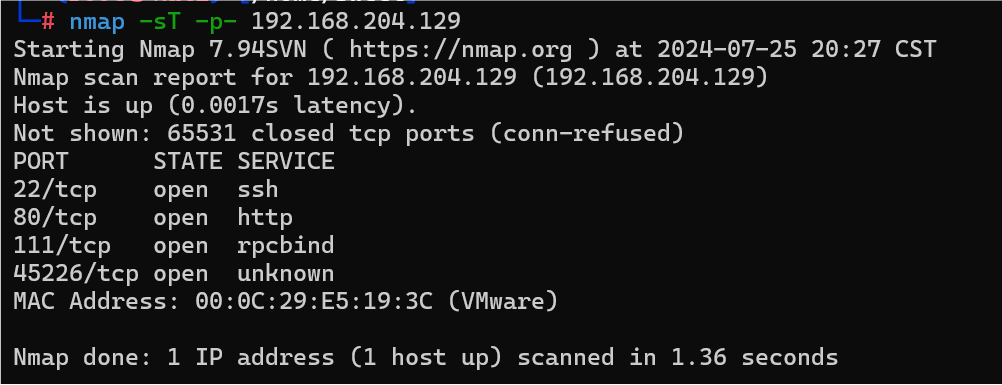 └─# nmap -sT -p- 192.168.204.129
Starting Nmap 7.94SVN ( https://nmap.org ) at 2024-07-25 20:27 CST
Nmap scan report for 192.168.204.129 (192.168.204.129)
Host is up (0.0017s latency).
Not shown: 65531 closed tcp ports (conn-refused)
PORT      STATE SERVICE
22/tcp    open  ssh
80/tcp    open  http
111/tcp   open  rpcbind
45226/tcp open  unknown
MAC Address: 00:0C:29:E5:19:3C (VMware)
Nmap done: 1 IP address (1 host up) scanned in 1.36 seconds